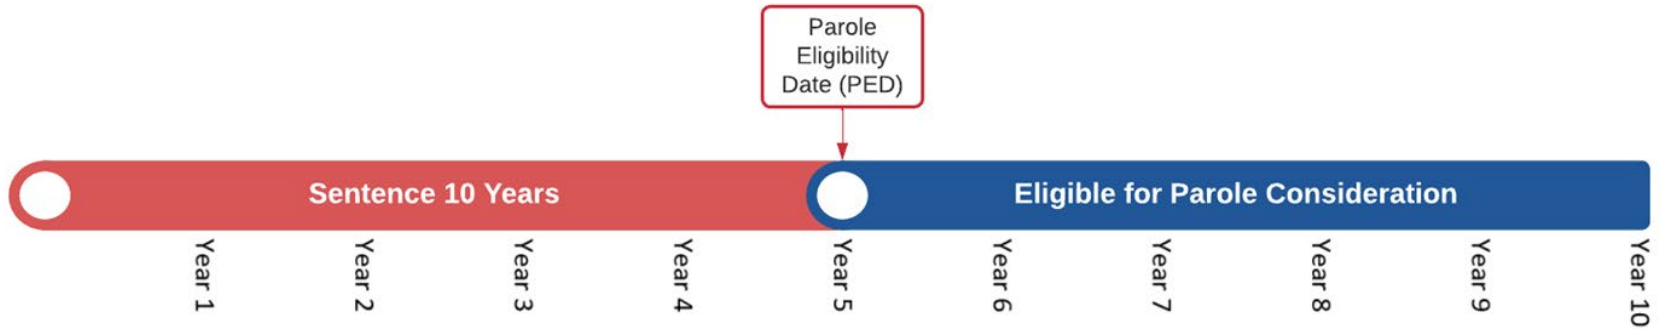 Parole
Eligibility
Date (PED)
Sentence 10 Years
Eligible for Parole Consideration
Year 1
Year 2
Year 3
Year 4
Year 5
Year 6
Year 7
Year 8
Year 9
Year 10